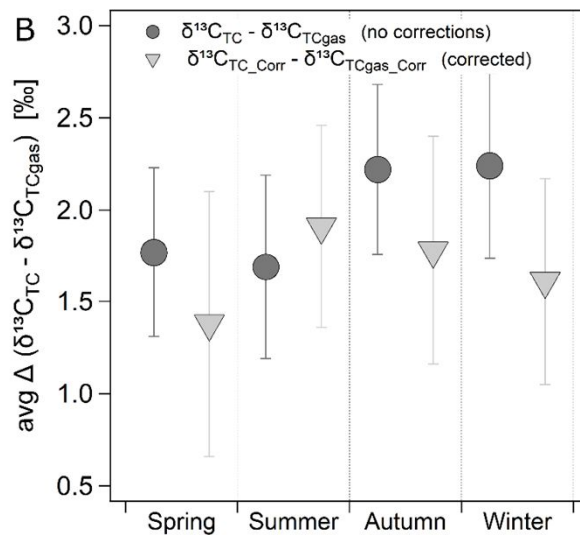 B
δ¹³C_TC - δ¹³C_TCgas (no corrections)
δ¹³C_TC_Corr - δ¹³C_TCgas_Corr (corrected)
avg Δ (δ¹³C_TC - δ¹³C_TCgas) [‰]
3.0
2.5
2.0
1.5
1.0
0.5
Spring Summer Autumn Winter